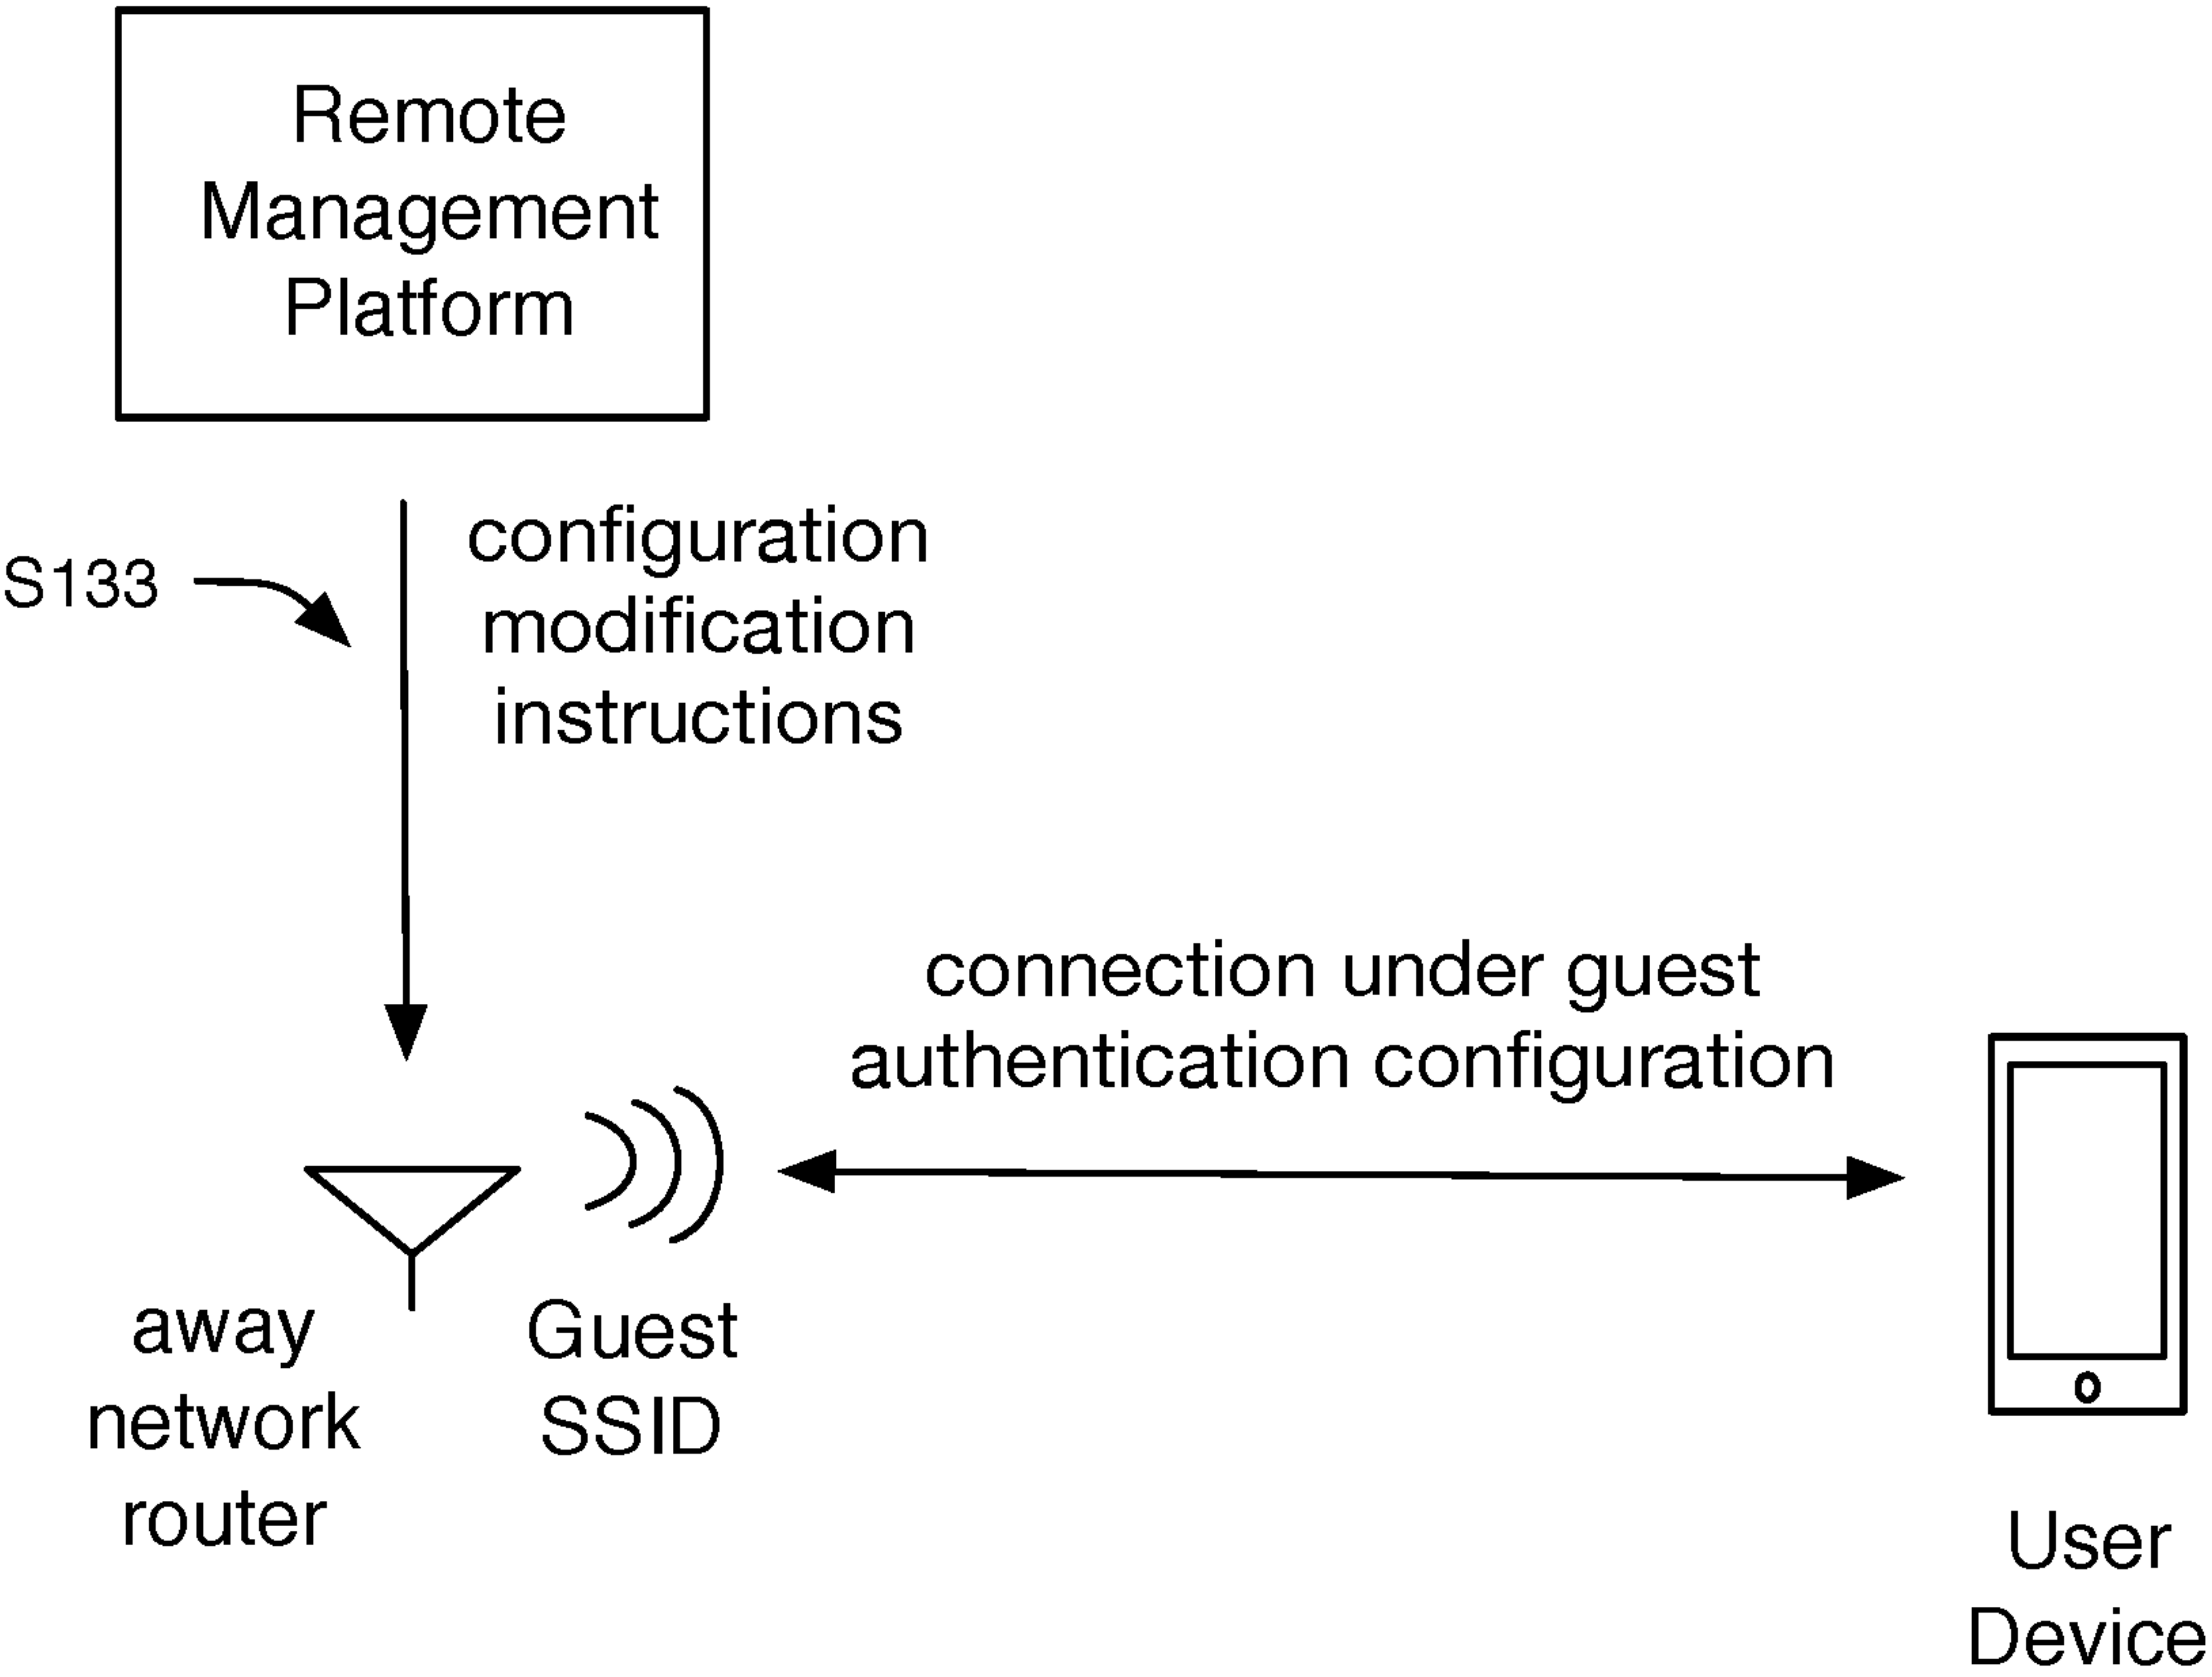 Remote
Management
Platform
S133
configuration
modification
instructions
connection under guest
authentication configuration
away
network
router
Guest
SSID
User
Device